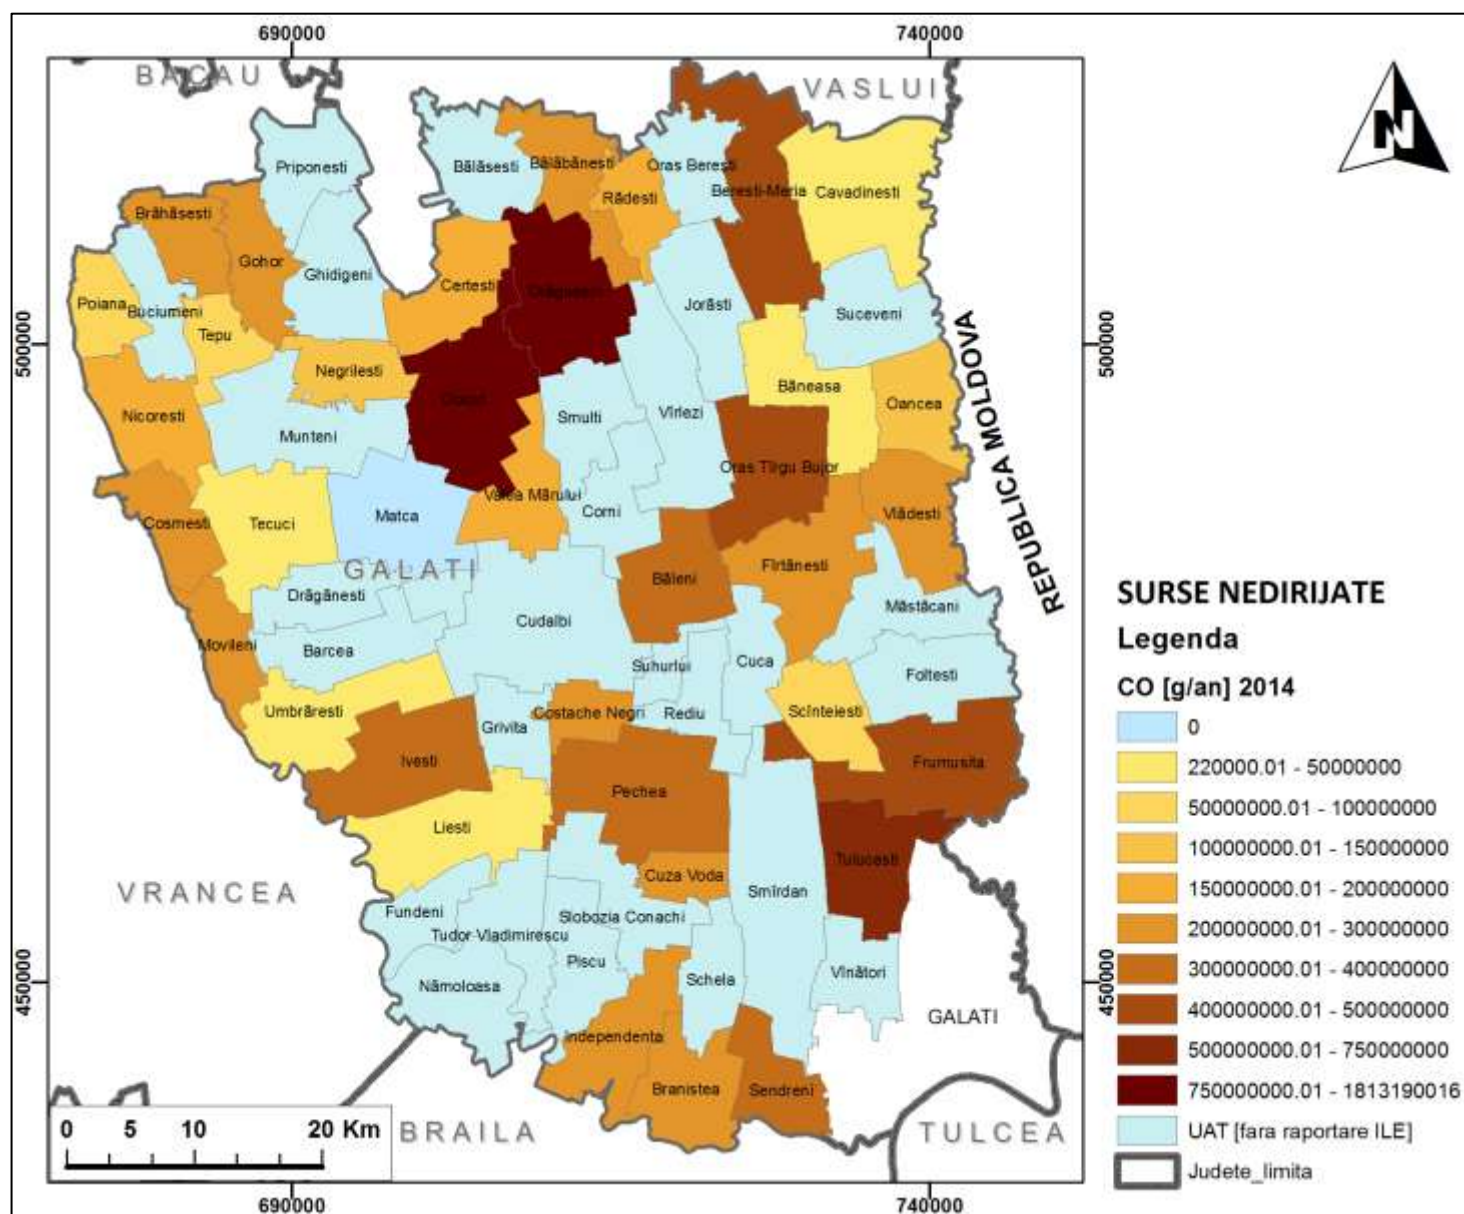 690000
740000
BACAU
VASLUI
Priponesti
Bălăsesti
Bălăbănesti
Oras Berești
Rădesti
Beresti-Meria
Cavadinesti
Brăhăsesti
Gohor
Ghidigeni
Certesti
Poiana
Buciumeni
Tepu
Jorăsti
Suceveni
500000
500000
REPUBLICA MOLDOVA
Negrilesti
Băneasa
Nicoresti
Oancea
Munteni
Smulti
Vîrlezi
Oras Tîrgu Bujor
Valea Mărului
Cosmesti
Tecuci
Matca
Corni
Vlădesti
GALATI
Băleni
Fîrtănesti
Drăgănesti
Cudalbi
Măstăcani
Movileni
Barcea
Suhurlui
Cuca
Foltesti
Umbrăresti
Grivita
Costache Negri
Rediu
Scînteiesti
Ivesti
Frumusita
Pechea
Liesti
Tulucesti
Cuza Voda
Smîrdan
VRANCEA
Fundeni
Slobozia Conachi
Tudor Vladimirescu
Piscu
Schela
Vînători
Nămoloasa
450000
450000
GALATI
Independenta
Branistea
Sendreni
BRAILA
TULCEA
0 5 10 20 Km
690000
740000
N
SURSE NEDIRIJATE
Legenda
CO [g/an] 2014
0
220000.01 - 50000000
50000000.01 - 100000000
100000000.01 - 150000000
150000000.01 - 200000000
200000000.01 - 300000000
300000000.01 - 400000000
400000000.01 - 500000000
500000000.01 - 750000000
750000000.01 - 1813190016
UAT [fara raportare ILE]
Judete_limita